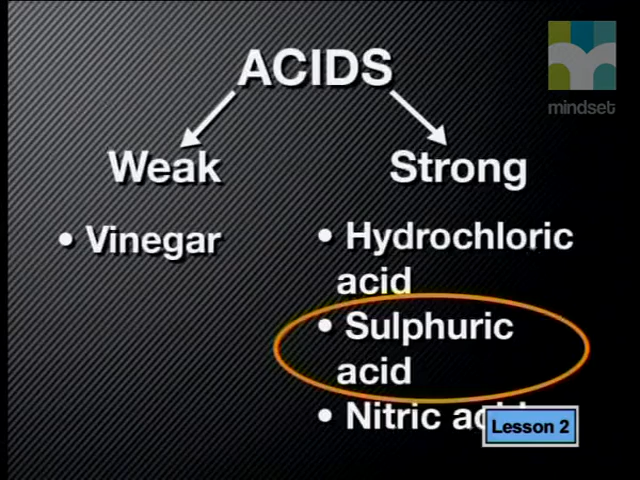 ACIDS
mindset
Weak
Strong
• Vinegar
• Hydrochloric
acid
• Sulphuric
acid
• Nitric
Lesson 2